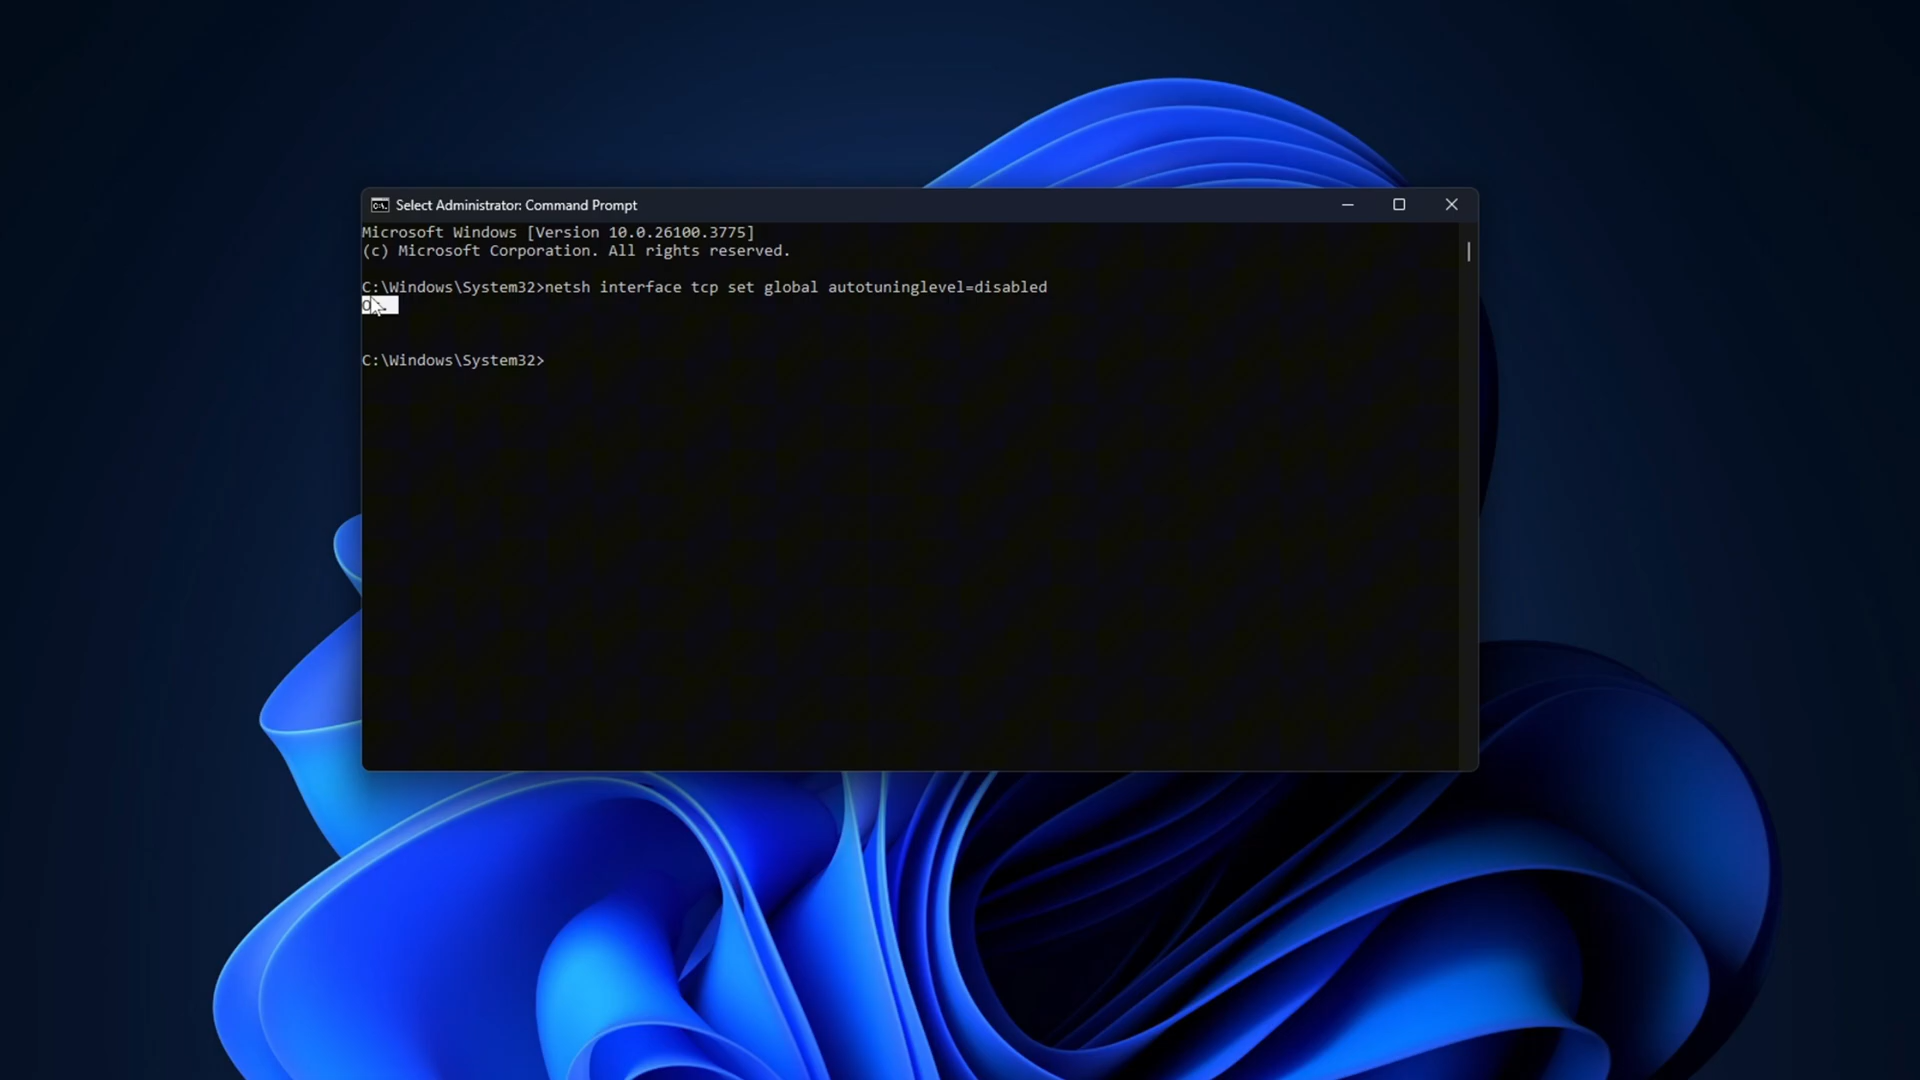 Select Administrator: Command Prompt
Microsoft Windows [Version 10.0.26100.3775]
(c) Microsoft Corporation. All rights reserved.
C:\Windows\System32>netsh interface tcp set global autotuninglevel=disabled
C:\Windows\System32>